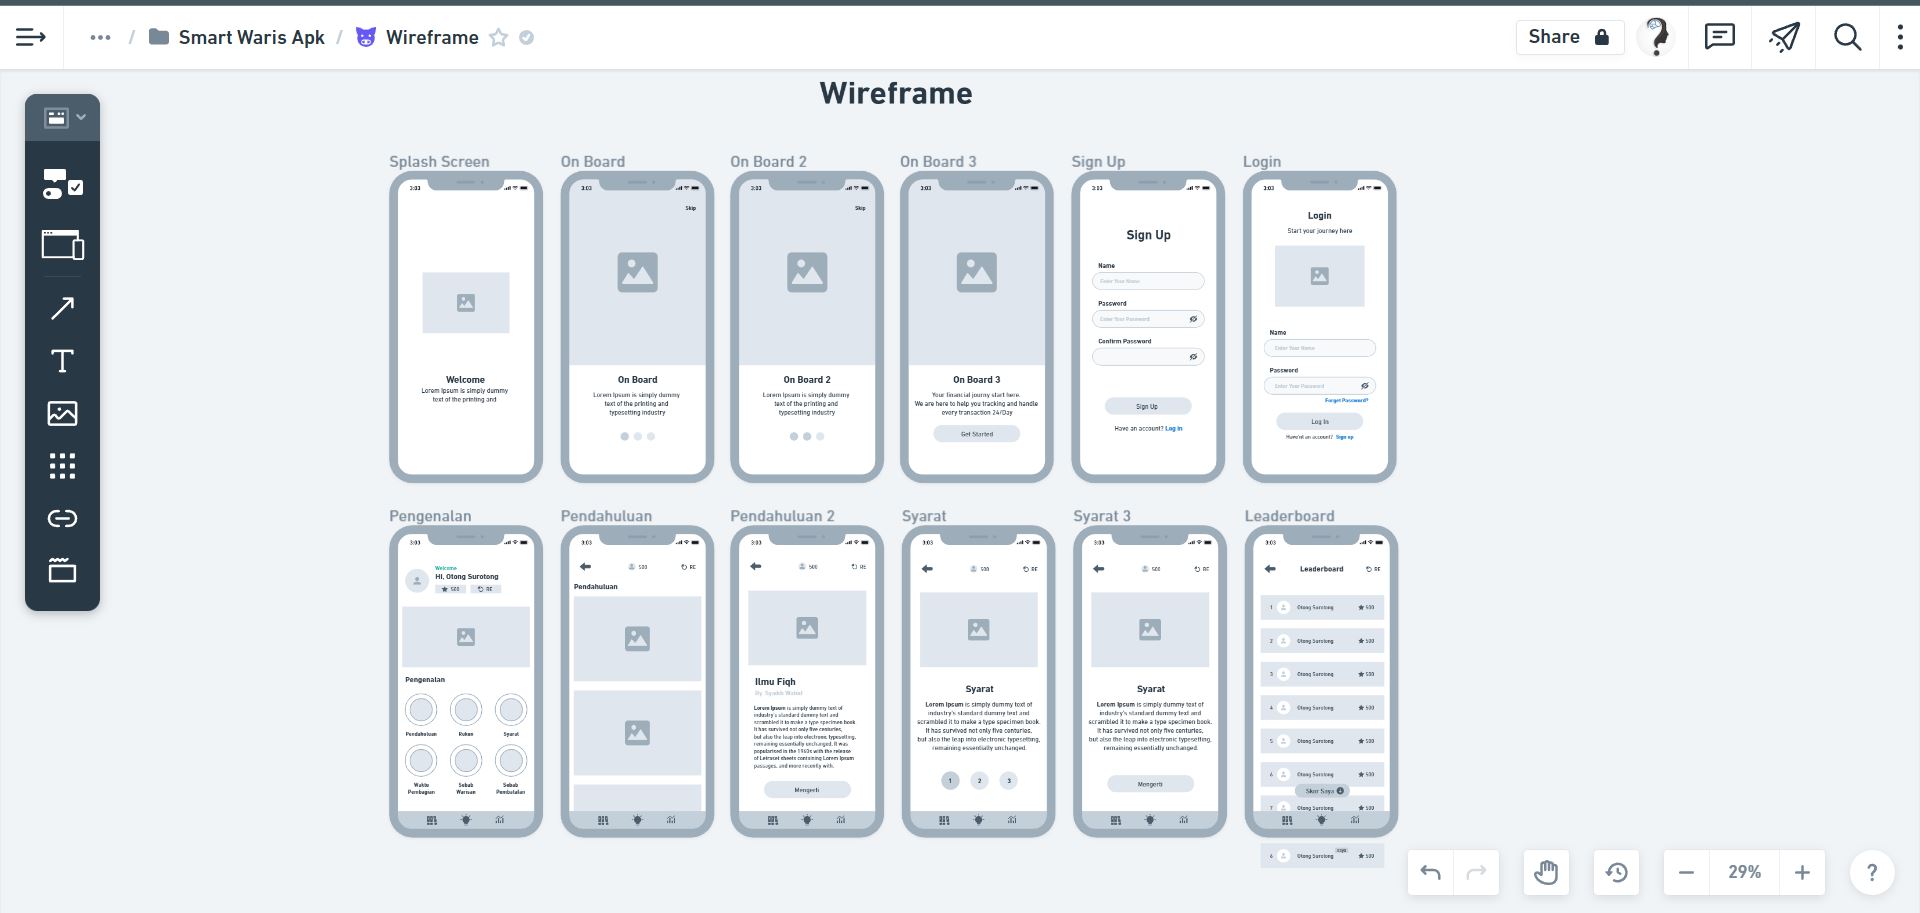 ... / Smart Waris Apk / Wireframe
Share
Wireframe
Splash Screen
3:03
Welcome
Lorem Ipsum is simply dummy
text of the printing and
On Board
3:03
Skip
On Board
Lorem Ipsum is simply dummy
text of the printing and
typesetting industry
On Board 2
3:03
Skip
On Board 2
Lorem Ipsum is simply dummy
text of the printing and
typesetting industry
On Board 3
3:03
On Board 3
Your financial journy start here.
We are here to help you tracking and handle
every transaction 24/Day
Get Started
Sign Up
3:03
Sign Up
Name
Enter Your Name
Password
Enter Your Password
Confirm Password
Sign Up
Have an account? Log in
Login
3:03
Login
Start your journey here
Name
Enter Your Name
Password
Enter Your Password
Forget Password?
Log In
Have'nt an account? Sign up
Pengenalan
3:03
Welcome
Hi, Otong Surotong
500 RE
Pengenalan
Pendahuluan Rukun Syarat
Waktu
Pembagian
Sebab
Warisan
Sebab
Pembatalan
Pendahuluan
3:03
500 RE
Pendahuluan
Pendahuluan 2
3:03
500 RE
Ilmu Fiqh
Lorem Ipsum is simply dummy text of
industry's standard dummy text and
scrambled it to make a type specimen book.
It has survived not only five centuries,
but also the leap into electronic typesetting,
remaining essentially unchanged. It was
popularised in the 1960s with the release
of Letraset sheets containing Lorem Ipsum
passages, and more recently with.
Mengerti
Syarat
3:03
500 RE
Syarat
Lorem Ipsum is simply dummy text of
industry's standard dummy text and
scrambled it to make a type specimen book.
It has survived not only five centuries,
but also the leap into electronic typesetting,
remaining essentially unchanged.
1 2 3
Syarat 3
3:03
500 RE
Syarat
Lorem Ipsum is simply dummy text of
industry's standard dummy text and
scrambled it to make a type specimen book.
It has survived not only five centuries,
but also the leap into electronic typesetting,
remaining essentially unchanged.
Mengerti
Leaderboard
3:03
Leaderboard RE
1 Otong Surotong 500
2 Otong Surotong 500
3 Otong Surotong 500
4 Otong Surotong 500
5 Otong Surotong 500
6 Otong Surotong 500
Skor Saya
7 Otong Surotong 500
6 Otong Surotong saya 500
29%
?